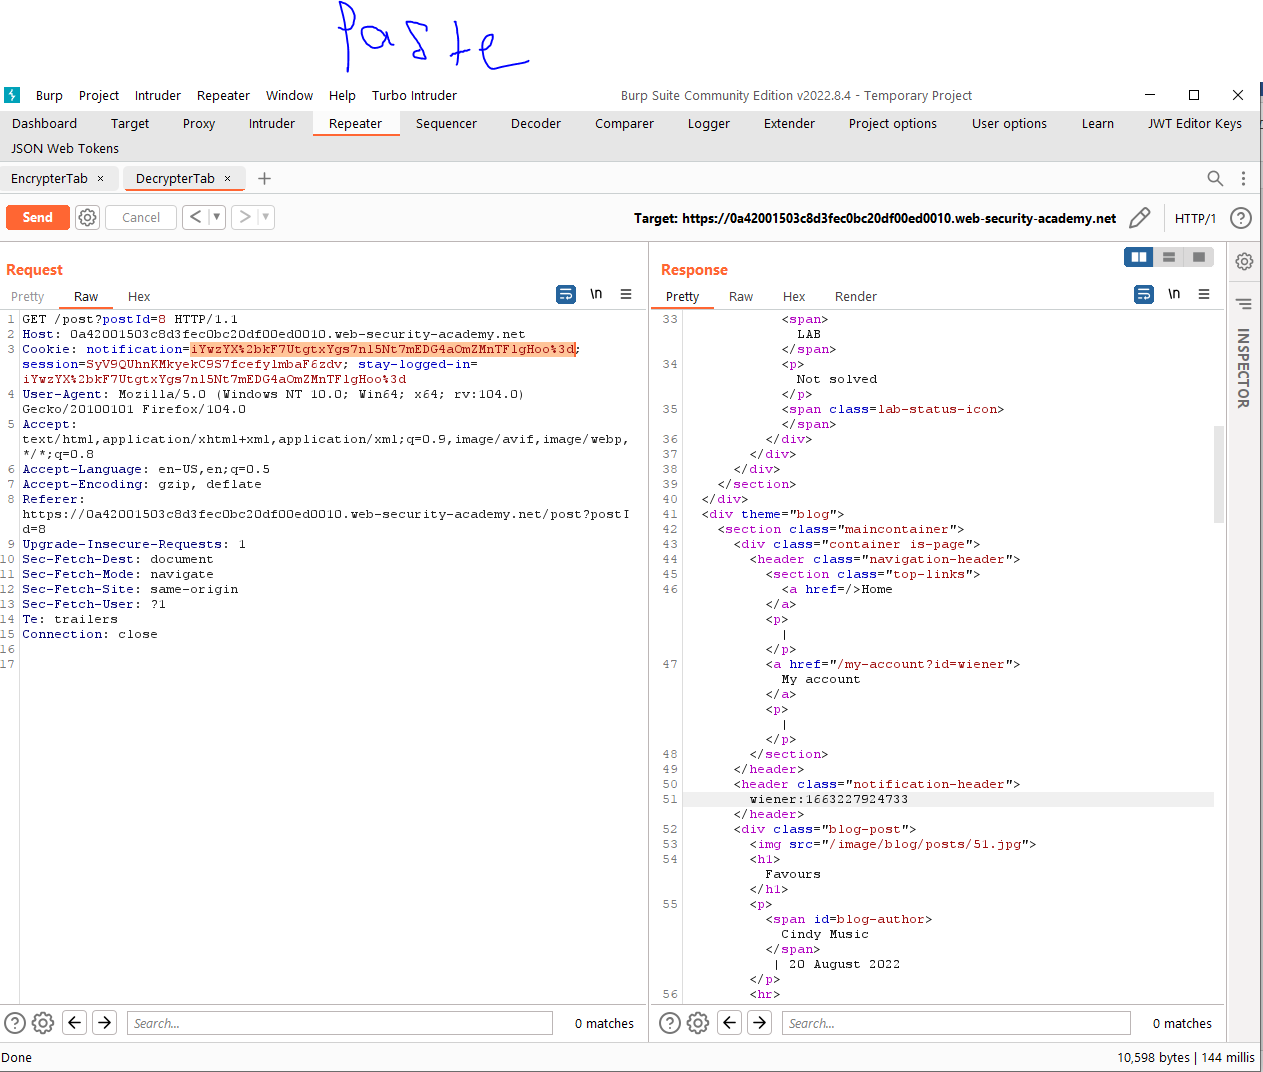 Paste
Burp Project Intruder Repeater Window Help Turbo Intruder Burp Suite Community Edition v2022.8.4 - Temporary Project
Dashboard Target Proxy Intruder Repeater Sequencer Decoder Comparer Logger Extender Project options User options Learn JWT Editor Keys
JSON Web Tokens
EncrypterTab × DecrypterTab × +
Send Cancel < > Target: https://0a42001503c8d3fec0bc20df00ed0010.web-security-academy.net HTTP/1 ?
Request
Pretty Raw Hex \n
1 GET /post?postId=8 HTTP/1.1
2 Host: 0a42001503c8d3fec0bc20df00ed0010.web-security-academy.net
3 Cookie: notification=iYwzYX%2bkF7UtgtxYgs7nl5Nt7mEDG4aOmZMnTFlgHoo%3d;
session=SyV9QUhnKMkyekC9S7fcefylmbaF6zdv; stay-logged-in=
iYwzYX%2bkF7UtgtxYgs7nl5Nt7mEDG4aOmZMnTFlgHoo%3d
4 User-Agent: Mozilla/5.0 (Windows NT 10.0; Win64; x64; rv:104.0)
Gecko/20100101 Firefox/104.0
5 Accept:
text/html,application/xhtml+xml,application/xml;q=0.9,image/avif,image/webp,
*/*;q=0.8
6 Accept-Language: en-US,en;q=0.5
7 Accept-Encoding: gzip, deflate
8 Referer:
https://0a42001503c8d3fec0bc20df00ed0010.web-security-academy.net/post?postI
d=8
9 Upgrade-Insecure-Requests: 1
10 Sec-Fetch-Dest: document
11 Sec-Fetch-Mode: navigate
12 Sec-Fetch-Site: same-origin
13 Sec-Fetch-User: ?1
14 Te: trailers
15 Connection: close
16
17
? Search... 0 matches
Response
Pretty Raw Hex Render \n
33 <span>
LAB
</span>
34 <p>
Not solved
</p>
35 <span class=lab-status-icon>
</span>
36 </div>
37 </div>
38 </div>
39 </section>
40 </div>
41 <div theme="blog">
42 <section class="maincontainer">
43 <div class="container is-page">
44 <header class="navigation-header">
45 <section class="top-links">
46 <a href=/>Home
</a>
<p>
|
</p>
47 <a href="/my-account?id=wiener">
My account
</a>
<p>
|
</p>
48 </section>
49 </header>
50 <header class="notification-header">
51 wiener:1663227924733
</header>
52 <div class="blog-post">
53 <img src="/image/blog/posts/51.jpg">
54 <h1>
Favours
</h1>
55 <p>
<span id=blog-author>
Cindy Music
</span>
| 20 August 2022
</p>
56 <hr>
? Search... 0 matches
INSPECTOR
Done 10,598 bytes | 144 millis